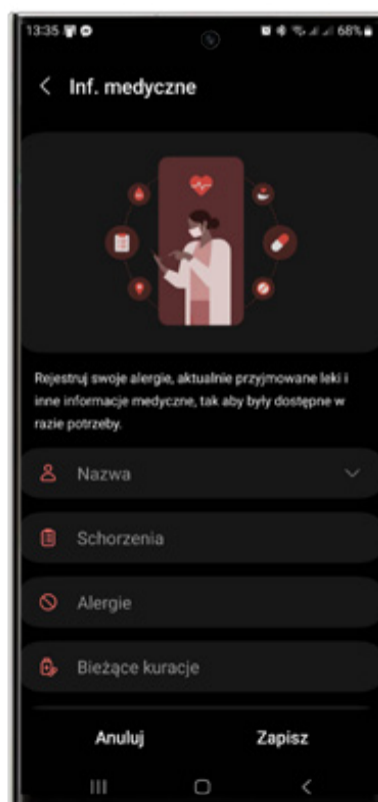 13:35 68%
Inf. medyczne
Rejestruj swoje alergie, aktualnie przyjmowane leki i
inne informacje medyczne, tak aby były dostępne w
razie potrzeby.
Nazwa
Schorzenia
Alergie
Bieżące kuracje
Anuluj Zapisz